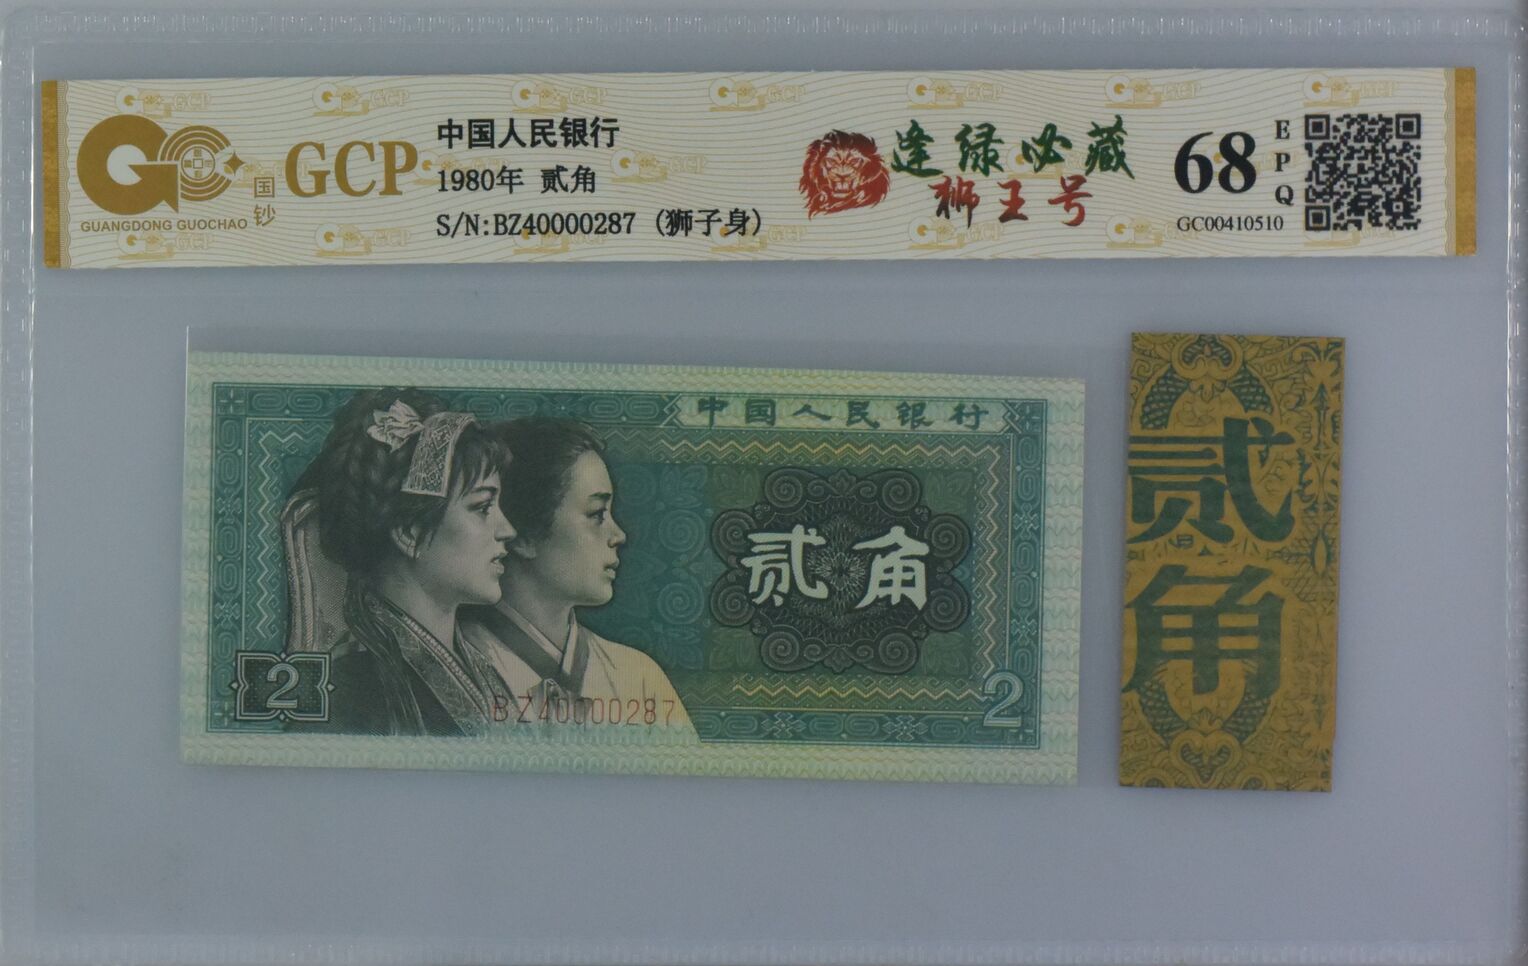 GCP
国钞
GUANGDONG GUOCHAO
中国人民银行
1980年 贰角
S/N:BZ40000287 (狮子身)
逢绿必藏
狮王号
68
EPQ
GC00410510
中国人民银行
贰角
2
BZ40000287
2
贰角